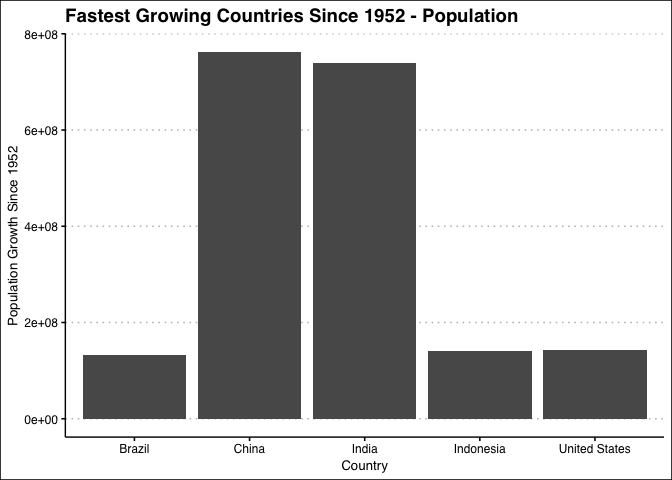 Fastest Growing Countries Since 1952 - Population
Population Growth Since 1952
8e+08
6e+08
4e+08
2e+08
0e+00
Brazil China India Indonesia United States
Country